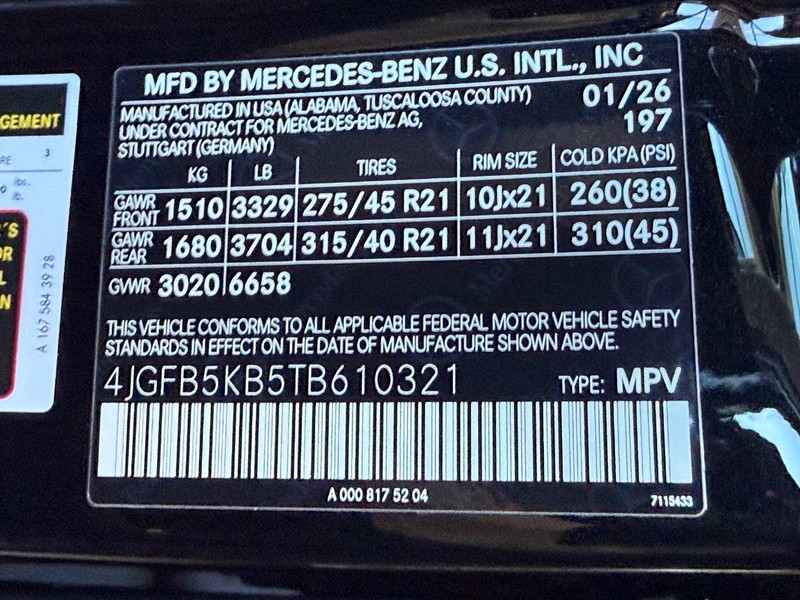 MFD BY MERCEDES-BENZ U.S. INTL., INC
MANUFACTURED IN USA (ALABAMA, TUSCALOOSA COUNTY) 01/26
UNDER CONTRACT FOR MERCEDES-BENZ AG, 197
STUTTGART (GERMANY)
KG LB TIRES RIM SIZE COLD KPA (PSI)
GAWR FRONT 1510 3329 275/45 R21 10Jx21 260(38)
GAWR REAR 1680 3704 315/40 R21 11Jx21 310(45)
GVWR 3020 6658
THIS VEHICLE CONFORMS TO ALL APPLICABLE FEDERAL MOTOR VEHICLE SAFETY
STANDARDS IN EFFECT ON THE DATE OF MANUFACTURE SHOWN ABOVE.
4JGFB5KB5TB610321 TYPE: MPV
A 000 817 52 04 7115433
GEMENT
3
lbs.
lb.
A 167 584 39 28